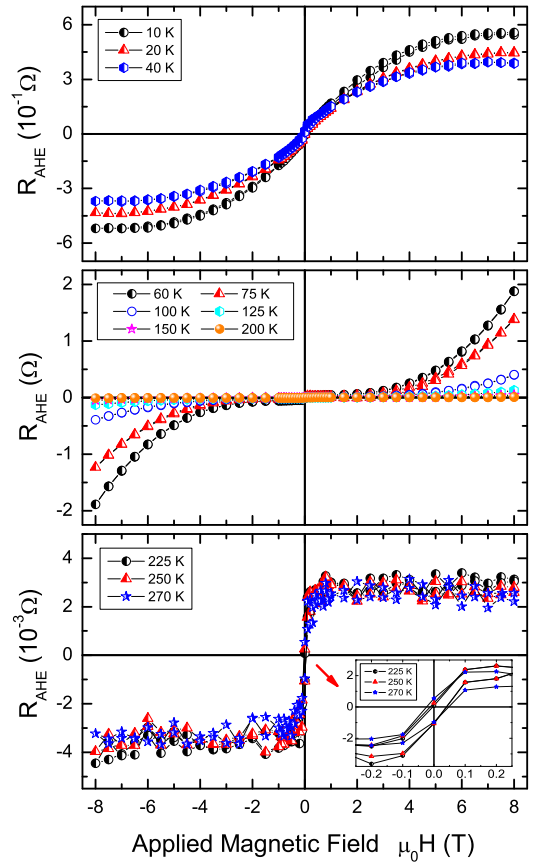 10 K
20 K
40 K
R_AHE (10⁻¹Ω)
6
3
0
-3
-6
60 K 75 K
100 K 125 K
150 K 200 K
R_AHE (Ω)
2
1
0
-1
-2
225 K
250 K
270 K
R_AHE (10⁻³Ω)
4
2
0
-2
-4
225 K
250 K
270 K
2
1
0
-1
-2
-0.2 -0.1 0.0 0.1 0.2
-8 -6 -4 -2 0 2 4 6 8
Applied Magnetic Field μ₀H (T)